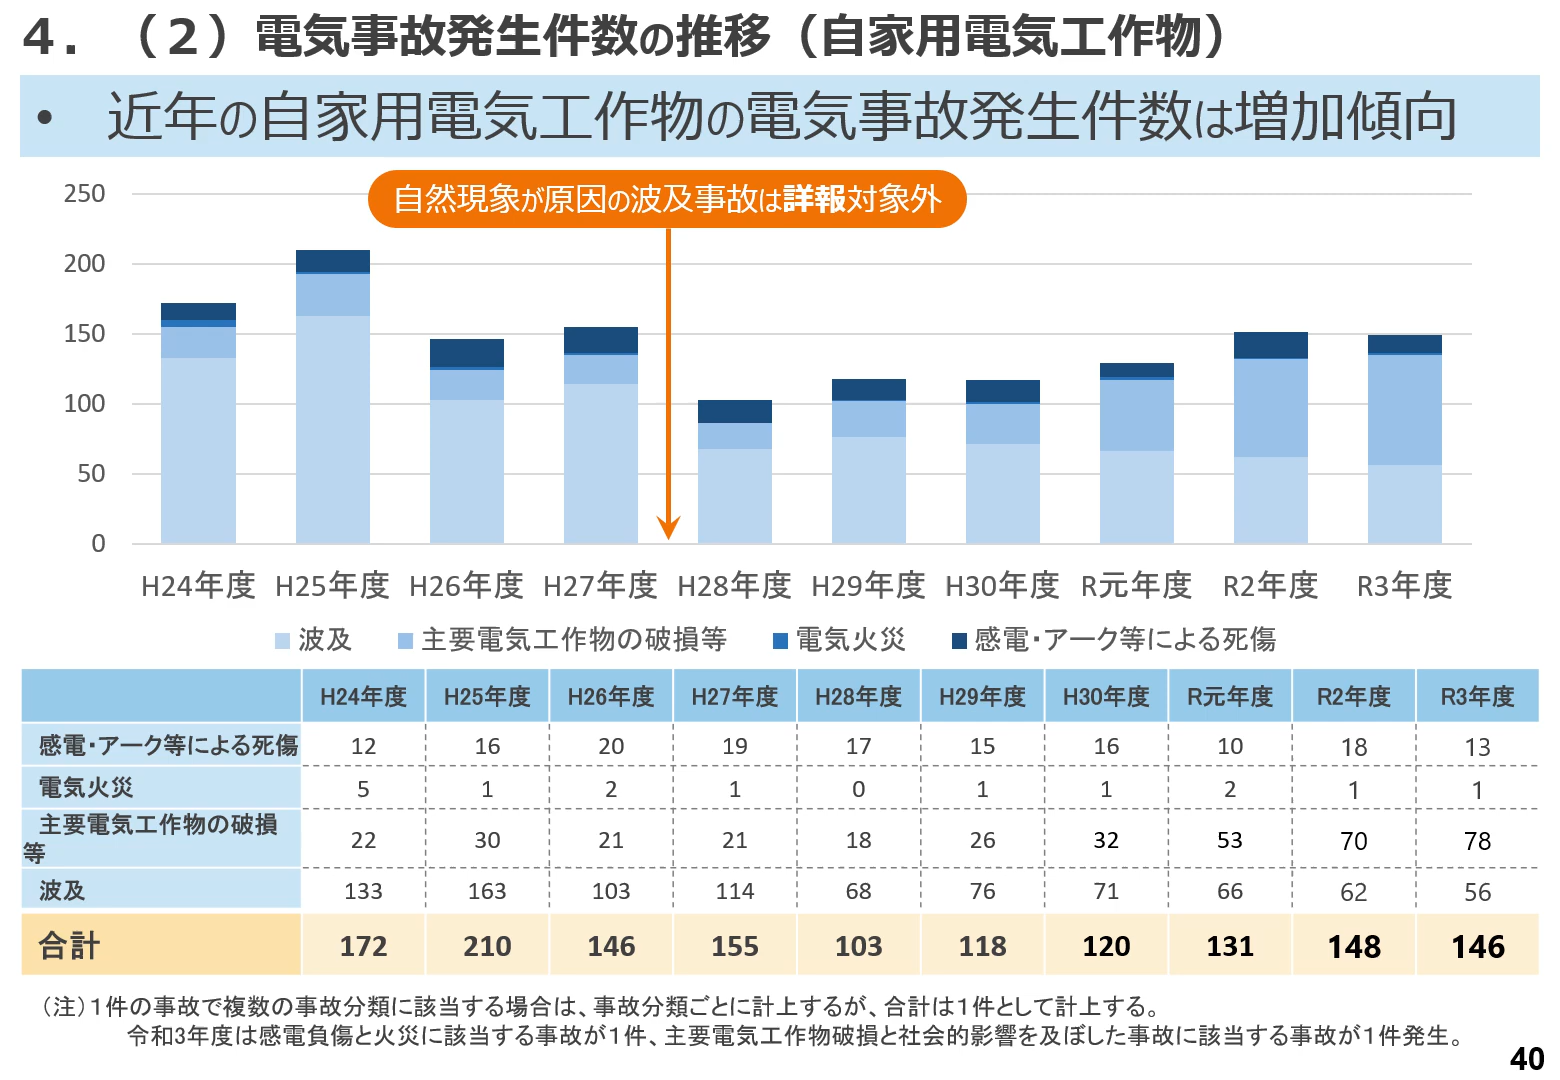 ４．（２）電気事故発生件数の推移（自家用電気工作物）
• 近年の自家用電気工作物の電気事故発生件数は増加傾向
自然現象が原因の波及事故は詳報対象外
250
200
150
100
50
0
H24年度 H25年度 H26年度 H27年度 H28年度 H29年度 H30年度 R元年度 R2年度 R3年度
波及 主要電気工作物の破損等 電気火災 感電・アーク等による死傷
H24年度 H25年度 H26年度 H27年度 H28年度 H29年度 H30年度 R元年度 R2年度 R3年度
感電・アーク等による死傷 12 16 20 19 17 15 16 10 18 13
電気火災 5 1 2 1 0 1 1 2 1 1
主要電気工作物の破損
等 22 30 21 21 18 26 32 53 70 78
波及 133 163 103 114 68 76 71 66 62 56
合計 172 210 146 155 103 118 120 131 148 146
（注）１件の事故で複数の事故分類に該当する場合は、事故分類ごとに計上するが、合計は１件として計上する。
令和3年度は感電負傷と火災に該当する事故が１件、主要電気工作物破損と社会的影響を及ぼした事故に該当する事故が１件発生。
40